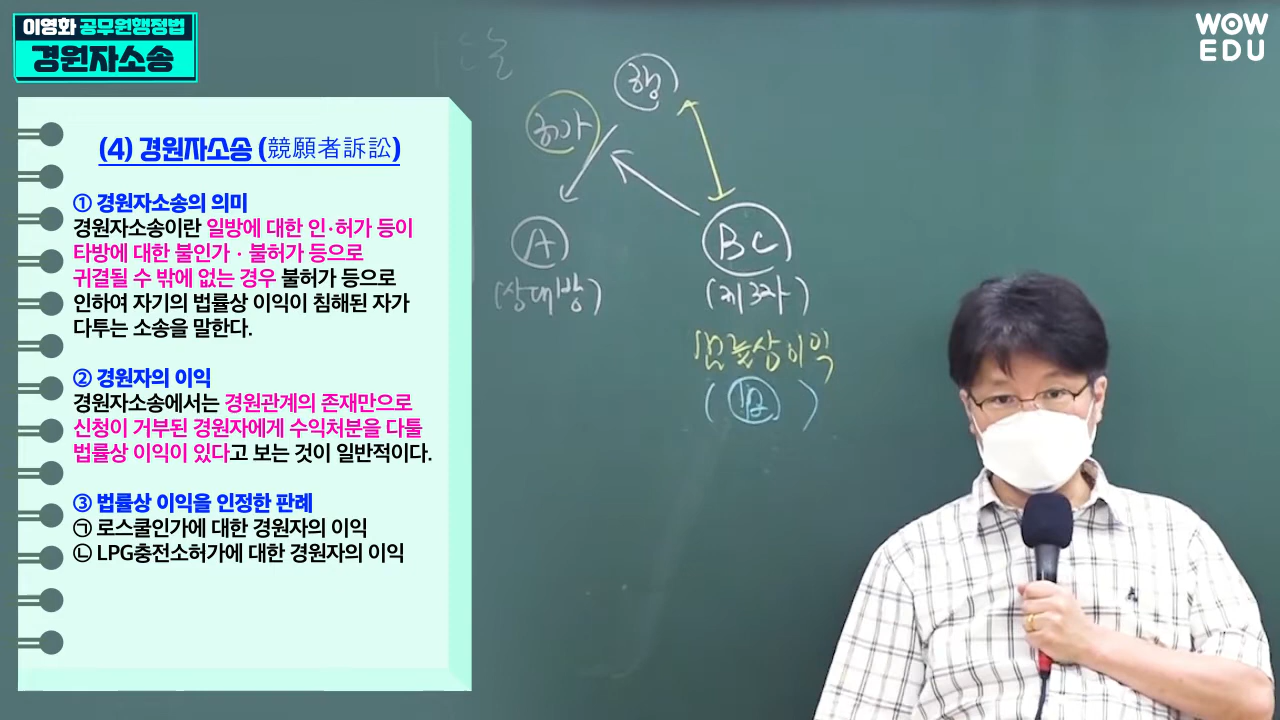 이영화 공무원행정법
경원자소송
WOW
EDU
(4) 경원자소송 (競願者訴訟)
① 경원자소송의 의미
경원자소송이란 일방에 대한 인·허가 등이
타방에 대한 불인가 · 불허가 등으로
귀결될 수 밖에 없는 경우 불허가 등으로
인하여 자기의 법률상 이익이 침해된 자가
다투는 소송을 말한다.
② 경원자의 이익
경원자소송에서는 경원관계의 존재만으로
신청이 거부된 경원자에게 수익처분을 다툴
법률상 이익이 있다고 보는 것이 일반적이다.
③ 법률상 이익을 인정한 판례
㉠ 로스쿨인가에 대한 경원자의 이익
㉡ LPG충전소허가에 대한 경원자의 이익
행
허가
A
BC
(상대방)
(제3자)
법률상이익